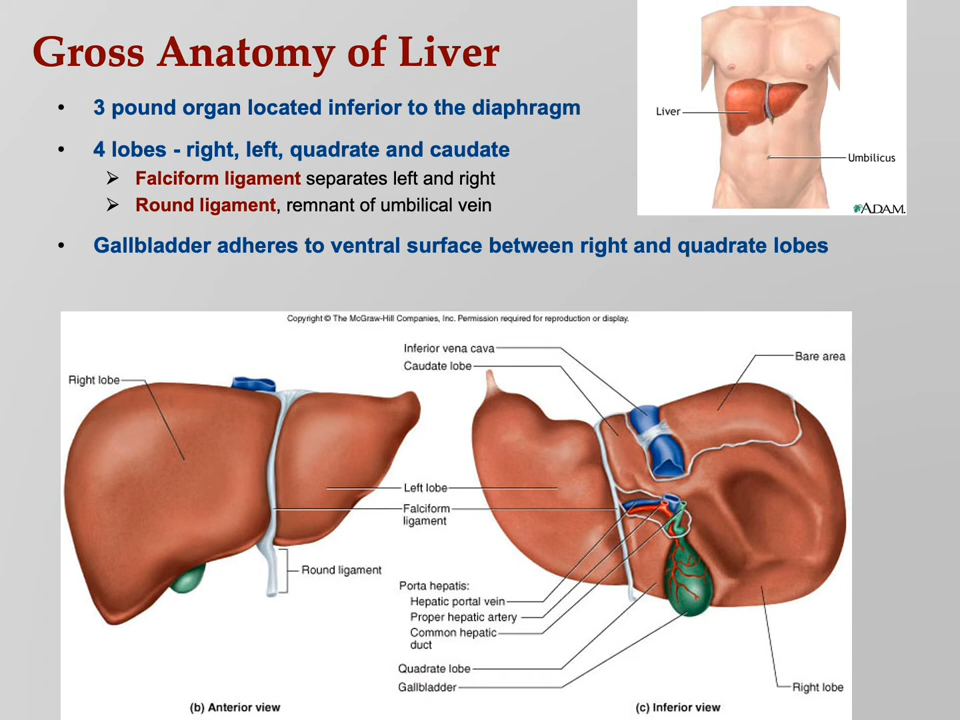 Gross Anatomy of Liver
• 3 pound organ located inferior to the diaphragm
• 4 lobes - right, left, quadrate and caudate
➢ Falciform ligament separates left and right
➢ Round ligament, remnant of umbilical vein
• Gallbladder adheres to ventral surface between right and quadrate lobes
Liver
Umbilicus
A.D.A.M.
Copyright © The McGraw-Hill Companies, Inc. Permission required for reproduction or display.
Right lobe
Inferior vena cava
Caudate lobe
Bare area
Left lobe
Falciform
ligament
Round ligament
Porta hepatis:
Hepatic portal vein
Proper hepatic artery
Common hepatic
duct
Quadrate lobe
Gallbladder
Right lobe
(b) Anterior view
(c) Inferior view